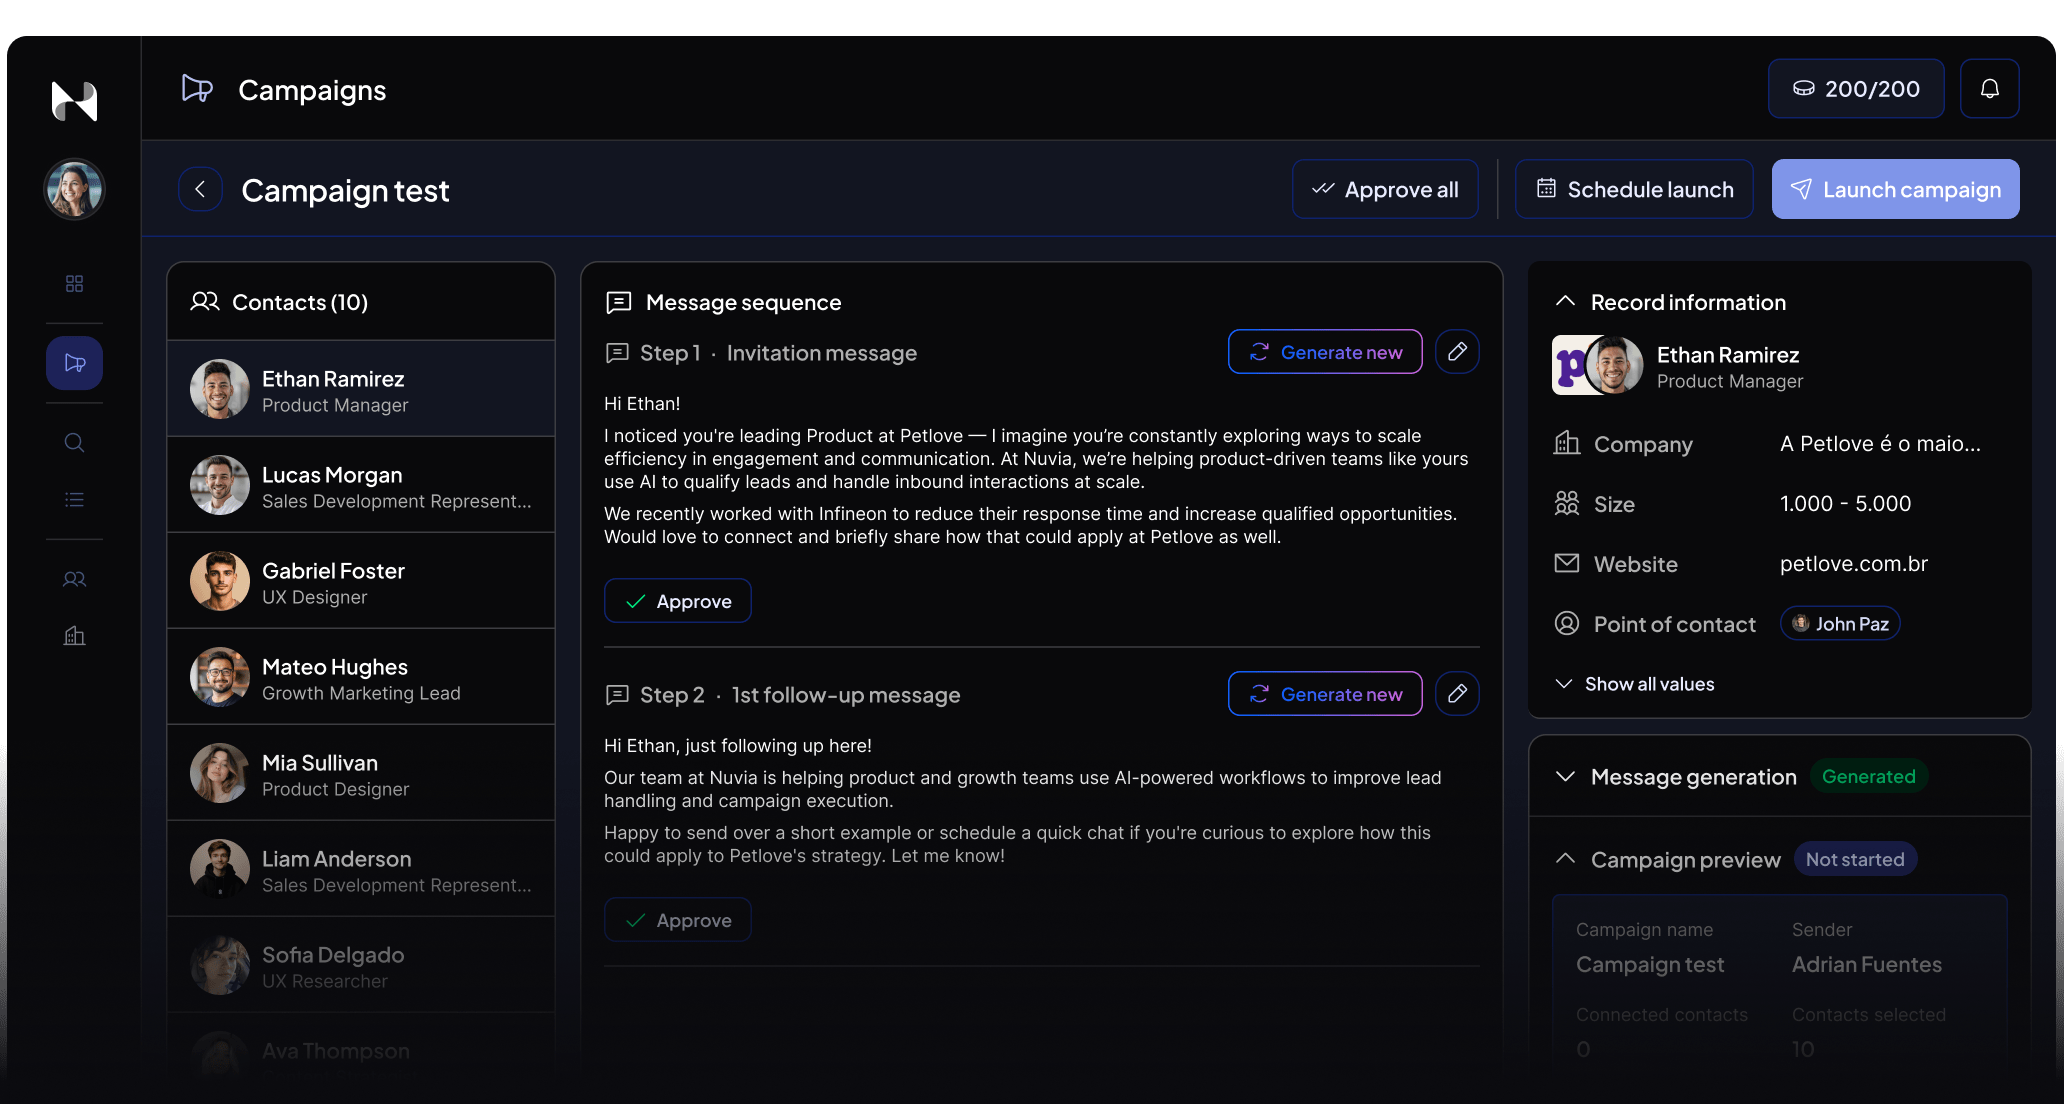 Campaigns
200/200
Campaign test
Approve all
Schedule launch
Launch campaign
Contacts (10)
Ethan Ramirez
Product Manager
Lucas Morgan
Sales Development Represent...
Gabriel Foster
UX Designer
Mateo Hughes
Growth Marketing Lead
Mia Sullivan
Product Designer
Liam Anderson
Sales Development Represent...
Sofia Delgado
UX Researcher
Ava Thompson
Message sequence
Step 1 · Invitation message
Generate new
Hi Ethan!
I noticed you're leading Product at Petlove — I imagine you’re constantly exploring ways to scale
efficiency in engagement and communication. At Nuvia, we’re helping product-driven teams like yours
use AI to qualify leads and handle inbound interactions at scale.
We recently worked with Infineon to reduce their response time and increase qualified opportunities.
Would love to connect and briefly share how that could apply at Petlove as well.
Approve
Step 2 · 1st follow-up message
Generate new
Hi Ethan, just following up here!
Our team at Nuvia is helping product and growth teams use AI-powered workflows to improve lead
handling and campaign execution.
Happy to send over a short example or schedule a quick chat if you're curious to explore how this
could apply to Petlove's strategy. Let me know!
Approve
Record information
p
Ethan Ramirez
Product Manager
Company A Petlove é o maio...
Size 1.000 - 5.000
Website petlove.com.br
Point of contact John Paz
Show all values
Message generation Generated
Campaign preview Not started
Campaign name Sender
Campaign test Adrian Fuentes
Connected contacts Contacts selected
0 10